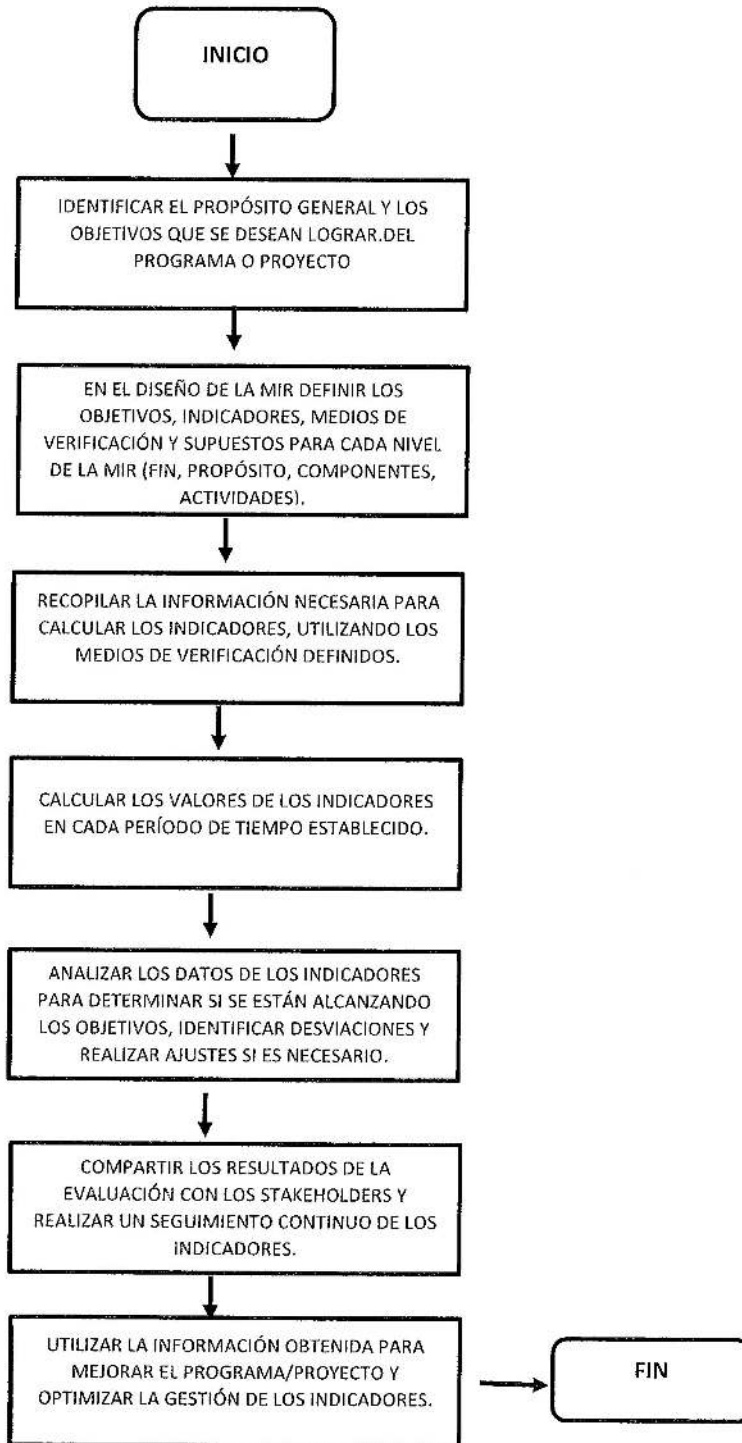 INICIO
IDENTIFICAR EL PROPÓSITO GENERAL Y LOS
OBJETIVOS QUE SE DESEAN LOGRAR.DEL
PROGRAMA O PROYECTO
EN EL DISEÑO DE LA MIR DEFINIR LOS
OBJETIVOS, INDICADORES, MEDIOS DE
VERIFICACIÓN Y SUPUESTOS PARA CADA NIVEL
DE LA MIR (FIN, PROPÓSITO, COMPONENTES,
ACTIVIDADES).
RECOPILAR LA INFORMACIÓN NECESARIA PARA
CALCULAR LOS INDICADORES, UTILIZANDO LOS
MEDIOS DE VERIFICACIÓN DEFINIDOS.
CALCULAR LOS VALORES DE LOS INDICADORES
EN CADA PERÍODO DE TIEMPO ESTABLECIDO.
ANALIZAR LOS DATOS DE LOS INDICADORES
PARA DETERMINAR SI SE ESTÁN ALCANZANDO
LOS OBJETIVOS, IDENTIFICAR DESVIACIONES Y
REALIZAR AJUSTES SI ES NECESARIO.
COMPARTIR LOS RESULTADOS DE LA
EVALUACIÓN CON LOS STAKEHOLDERS Y
REALIZAR UN SEGUIMIENTO CONTINUO DE LOS
INDICADORES.
UTILIZAR LA INFORMACIÓN OBTENIDA PARA
MEJORAR EL PROGRAMA/PROYECTO Y
OPTIMIZAR LA GESTIÓN DE LOS INDICADORES.
FIN